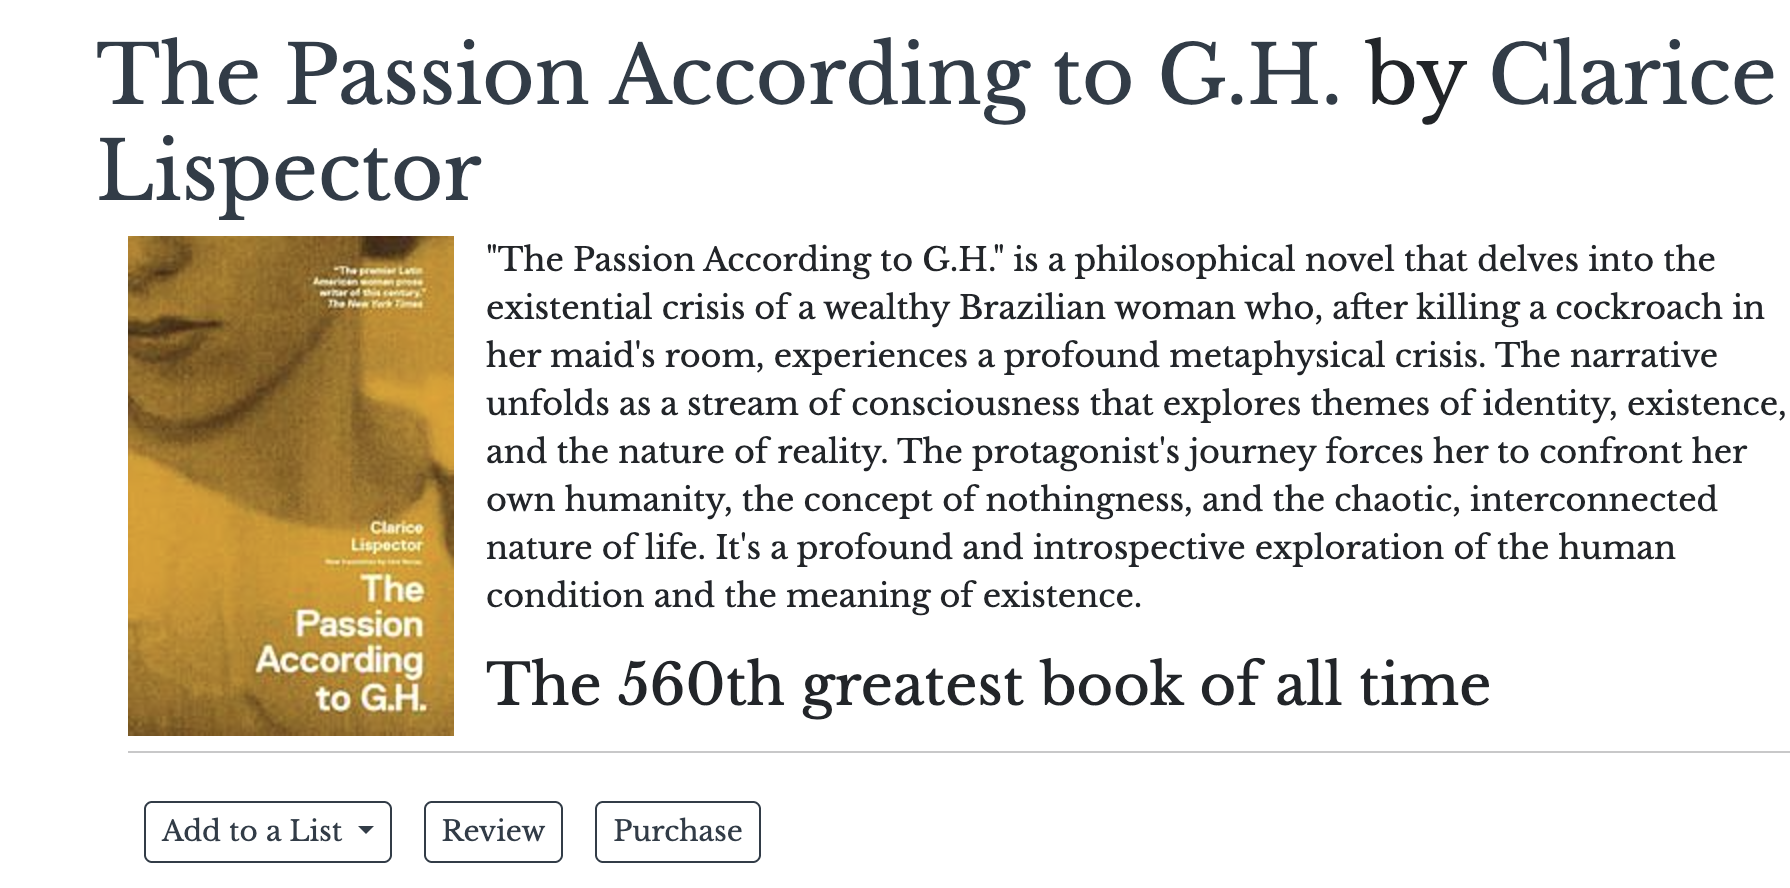 The Passion According to G.H. by Clarice
Lispector
"The premier Latin
American woman prose
writer of this century."
The New York Times
Clarice
Lispector
The
Passion
According
to G.H.
"The Passion According to G.H." is a philosophical novel that delves into the
existential crisis of a wealthy Brazilian woman who, after killing a cockroach in
her maid's room, experiences a profound metaphysical crisis. The narrative
unfolds as a stream of consciousness that explores themes of identity, existence,
and the nature of reality. The protagonist's journey forces her to confront her
own humanity, the concept of nothingness, and the chaotic, interconnected
nature of life. It's a profound and introspective exploration of the human
condition and the meaning of existence.
The 560th greatest book of all time
Add to a List
Review
Purchase